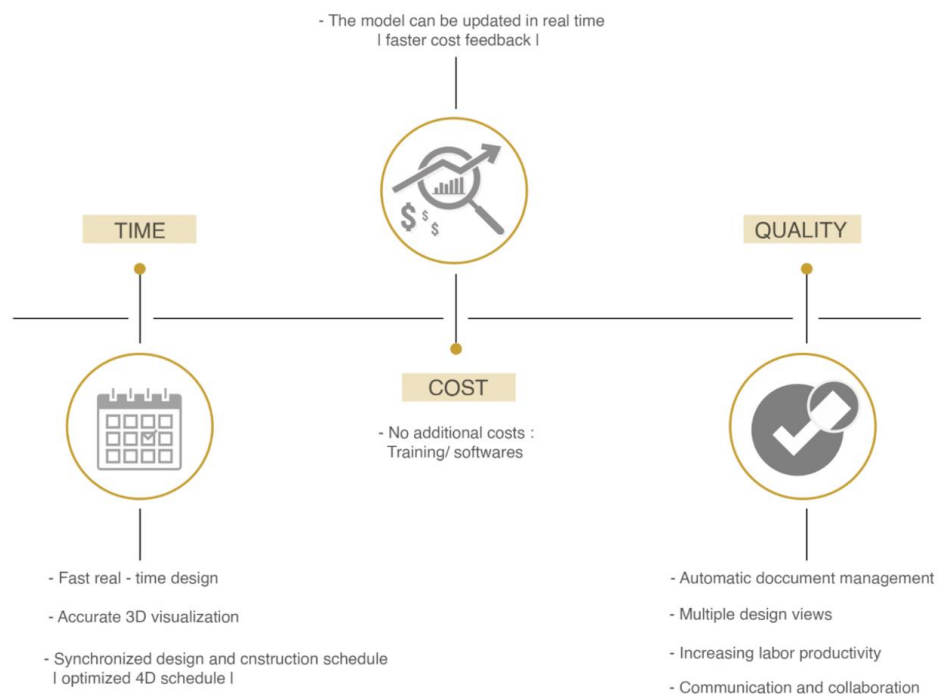 - The model can be updated in real time
| faster cost feedback |
$ $ $
TIME
QUALITY
COST
- No additional costs :
Training/ softwares
- Fast real - time design
- Accurate 3D visualization
- Synchronized design and cnstruction schedule
| optimized 4D schedule |
- Automatic doccument management
- Multiple design views
- Increasing labor productivity
- Communication and collaboration